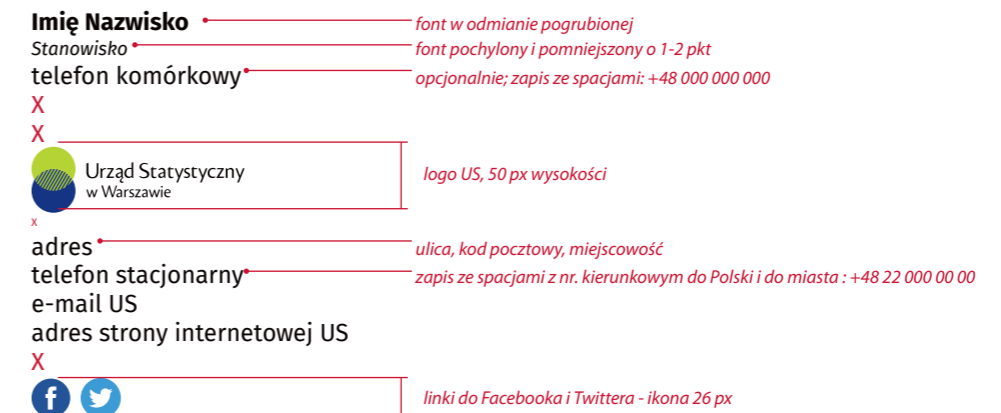 Imię Nazwisko font w odmianie pogrubionej
Stanowisko font pochylony i pomniejszony o 1-2 pkt
telefon komórkowy opcjonalnie; zapis ze spacjami: +48 000 000 000
X
X
Urząd Statystyczny
w Warszawie
logo US, 50 px wysokości
x
adres ulica, kod pocztowy, miejscowość
telefon stacjonarny zapis ze spacjami z nr. kierunkowym do Polski i do miasta : +48 22 000 00 00
e-mail US
adres strony internetowej US
X
f linki do Facebooka i Twittera - ikona 26 px